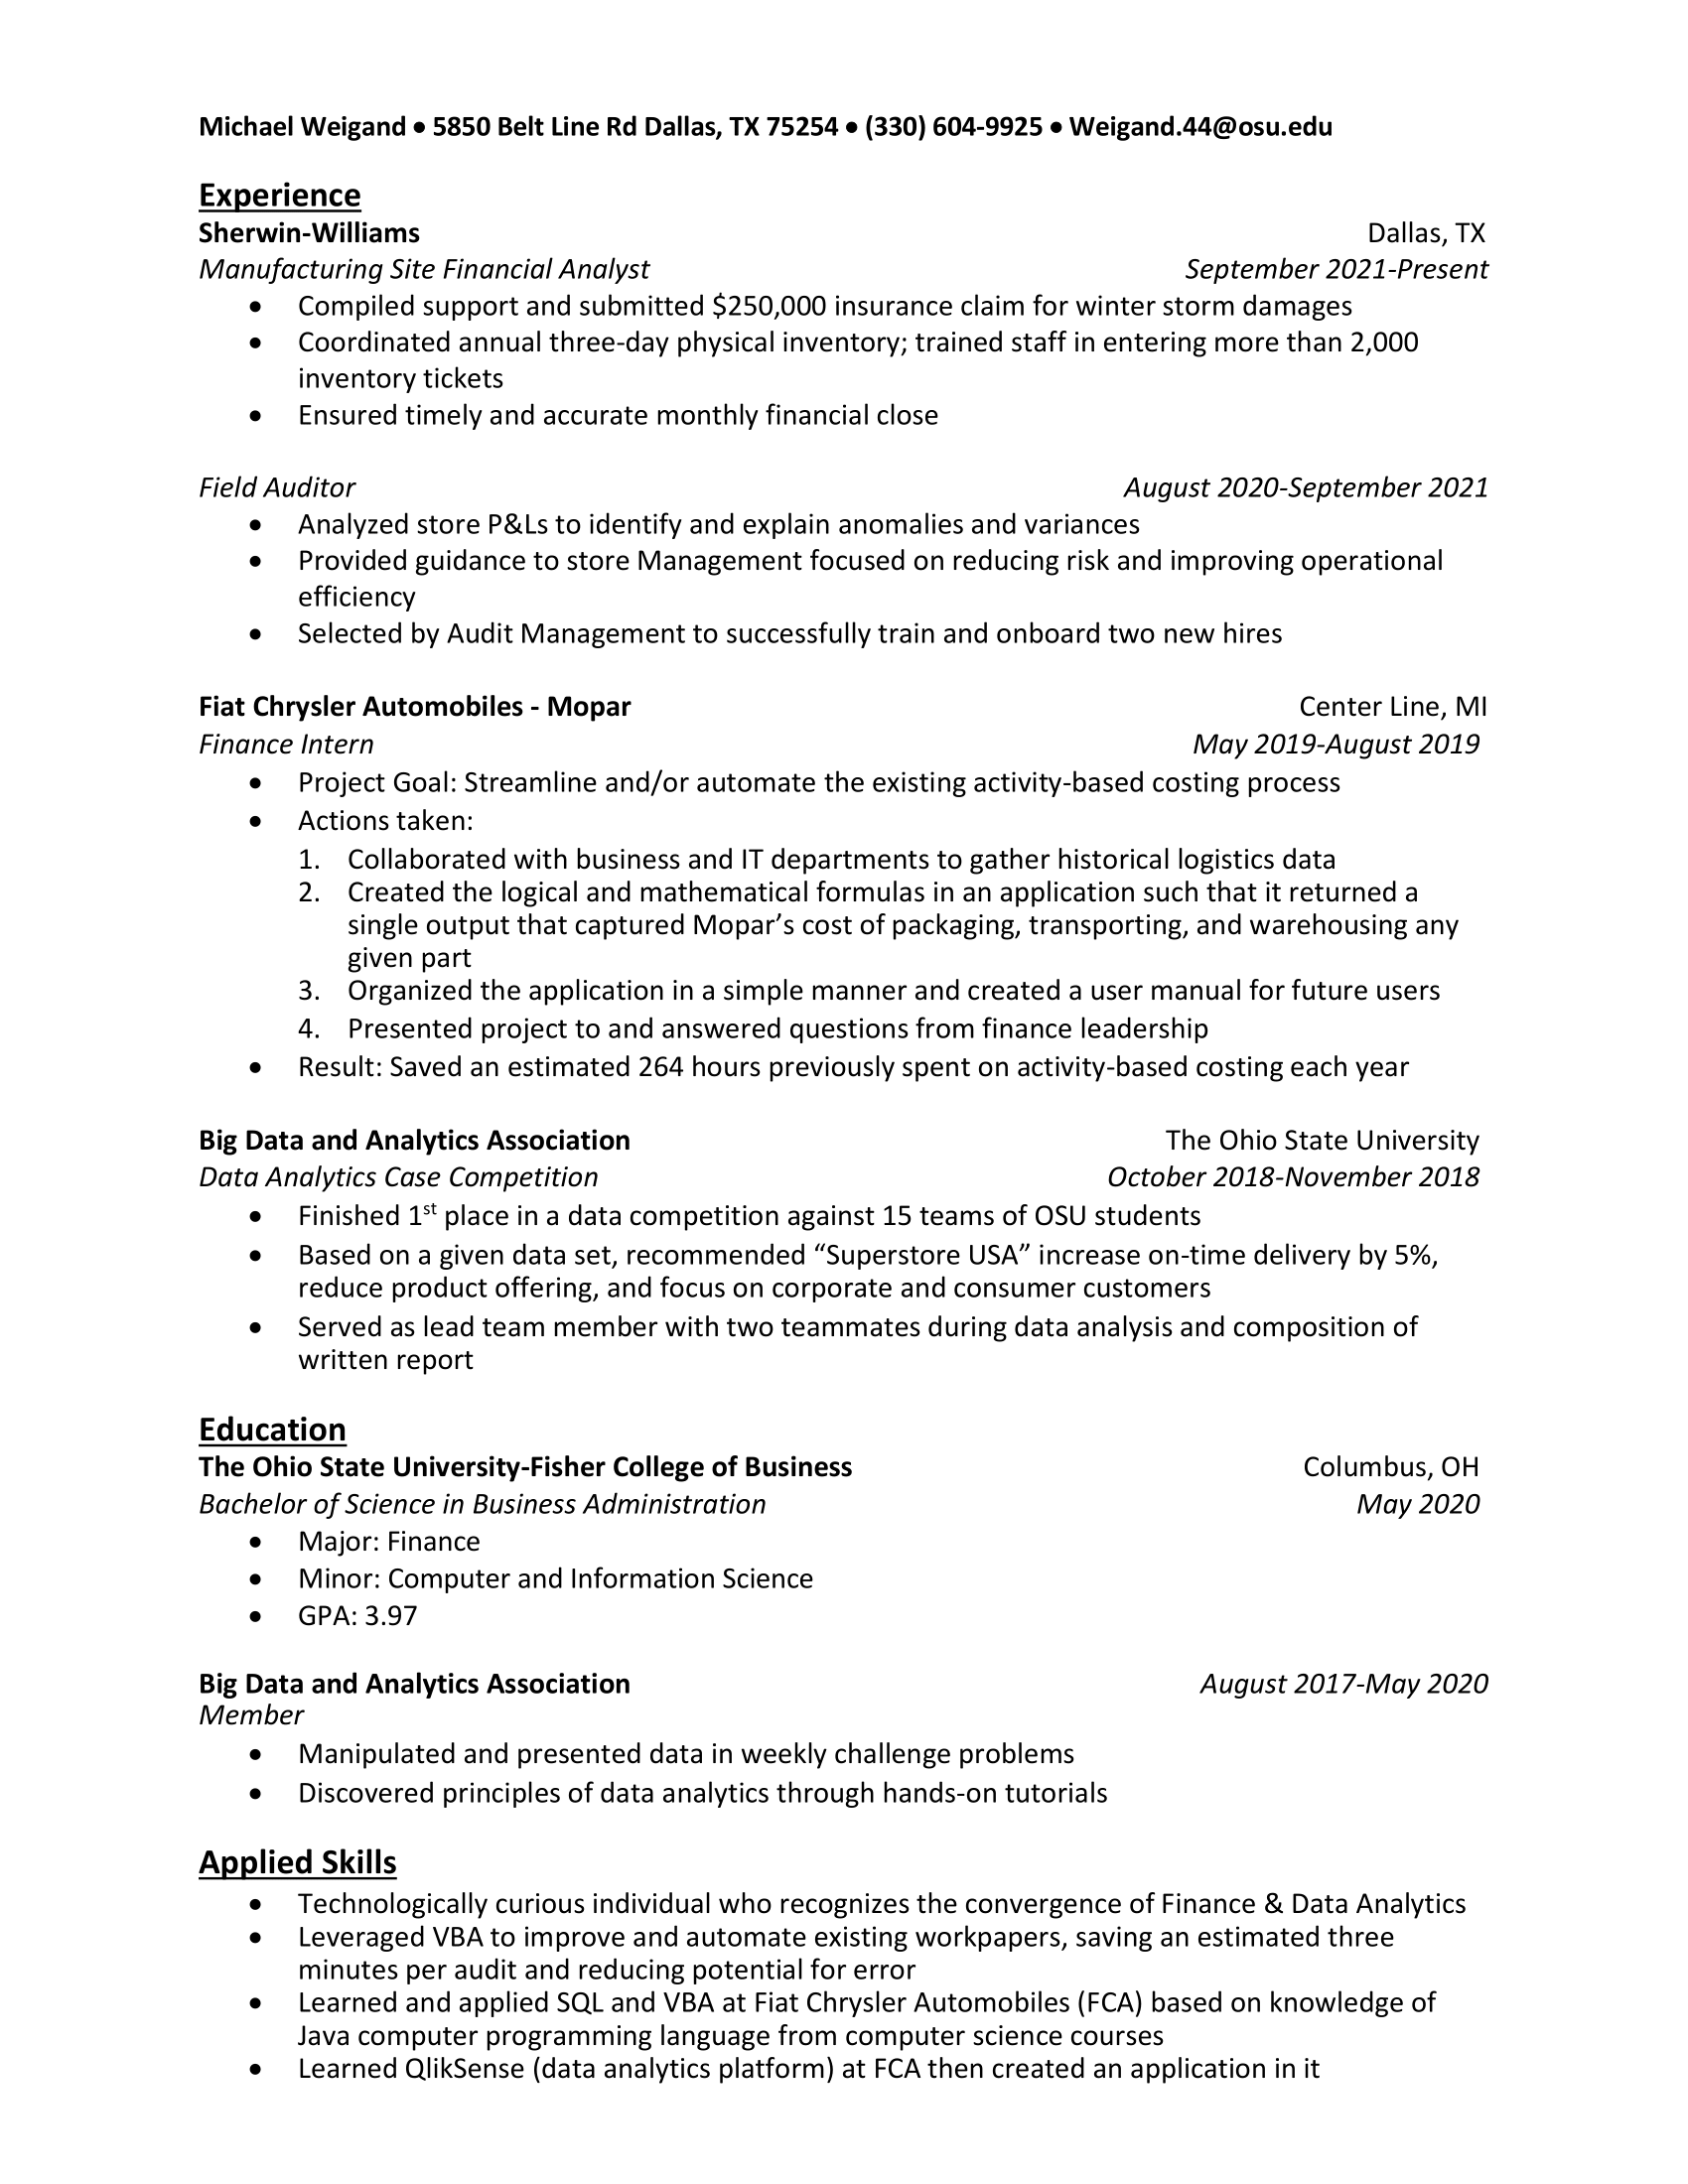 Michael Weigand • 5850 Belt Line Rd Dallas, TX 75254 • (330) 604-9925 • Weigand.44@osu.edu
Experience
Sherwin-Williams Dallas, TX
Manufacturing Site Financial Analyst September 2021-Present
• Compiled support and submitted $250,000 insurance claim for winter storm damages
• Coordinated annual three-day physical inventory; trained staff in entering more than 2,000
inventory tickets
• Ensured timely and accurate monthly financial close
Field Auditor August 2020-September 2021
• Analyzed store P&Ls to identify and explain anomalies and variances
• Provided guidance to store Management focused on reducing risk and improving operational
efficiency
• Selected by Audit Management to successfully train and onboard two new hires
Fiat Chrysler Automobiles - Mopar Center Line, MI
Finance Intern May 2019-August 2019
• Project Goal: Streamline and/or automate the existing activity-based costing process
• Actions taken:
1. Collaborated with business and IT departments to gather historical logistics data
2. Created the logical and mathematical formulas in an application such that it returned a
single output that captured Mopar’s cost of packaging, transporting, and warehousing any
given part
3. Organized the application in a simple manner and created a user manual for future users
4. Presented project to and answered questions from finance leadership
• Result: Saved an estimated 264 hours previously spent on activity-based costing each year
Big Data and Analytics Association The Ohio State University
Data Analytics Case Competition October 2018-November 2018
• Finished 1st place in a data competition against 15 teams of OSU students
• Based on a given data set, recommended “Superstore USA” increase on-time delivery by 5%,
reduce product offering, and focus on corporate and consumer customers
• Served as lead team member with two teammates during data analysis and composition of
written report
Education
The Ohio State University-Fisher College of Business Columbus, OH
Bachelor of Science in Business Administration May 2020
• Major: Finance
• Minor: Computer and Information Science
• GPA: 3.97
Big Data and Analytics Association August 2017-May 2020
Member
• Manipulated and presented data in weekly challenge problems
• Discovered principles of data analytics through hands-on tutorials
Applied Skills
• Technologically curious individual who recognizes the convergence of Finance & Data Analytics
• Leveraged VBA to improve and automate existing workpapers, saving an estimated three
minutes per audit and reducing potential for error
• Learned and applied SQL and VBA at Fiat Chrysler Automobiles (FCA) based on knowledge of
Java computer programming language from computer science courses
• Learned QlikSense (data analytics platform) at FCA then created an application in it